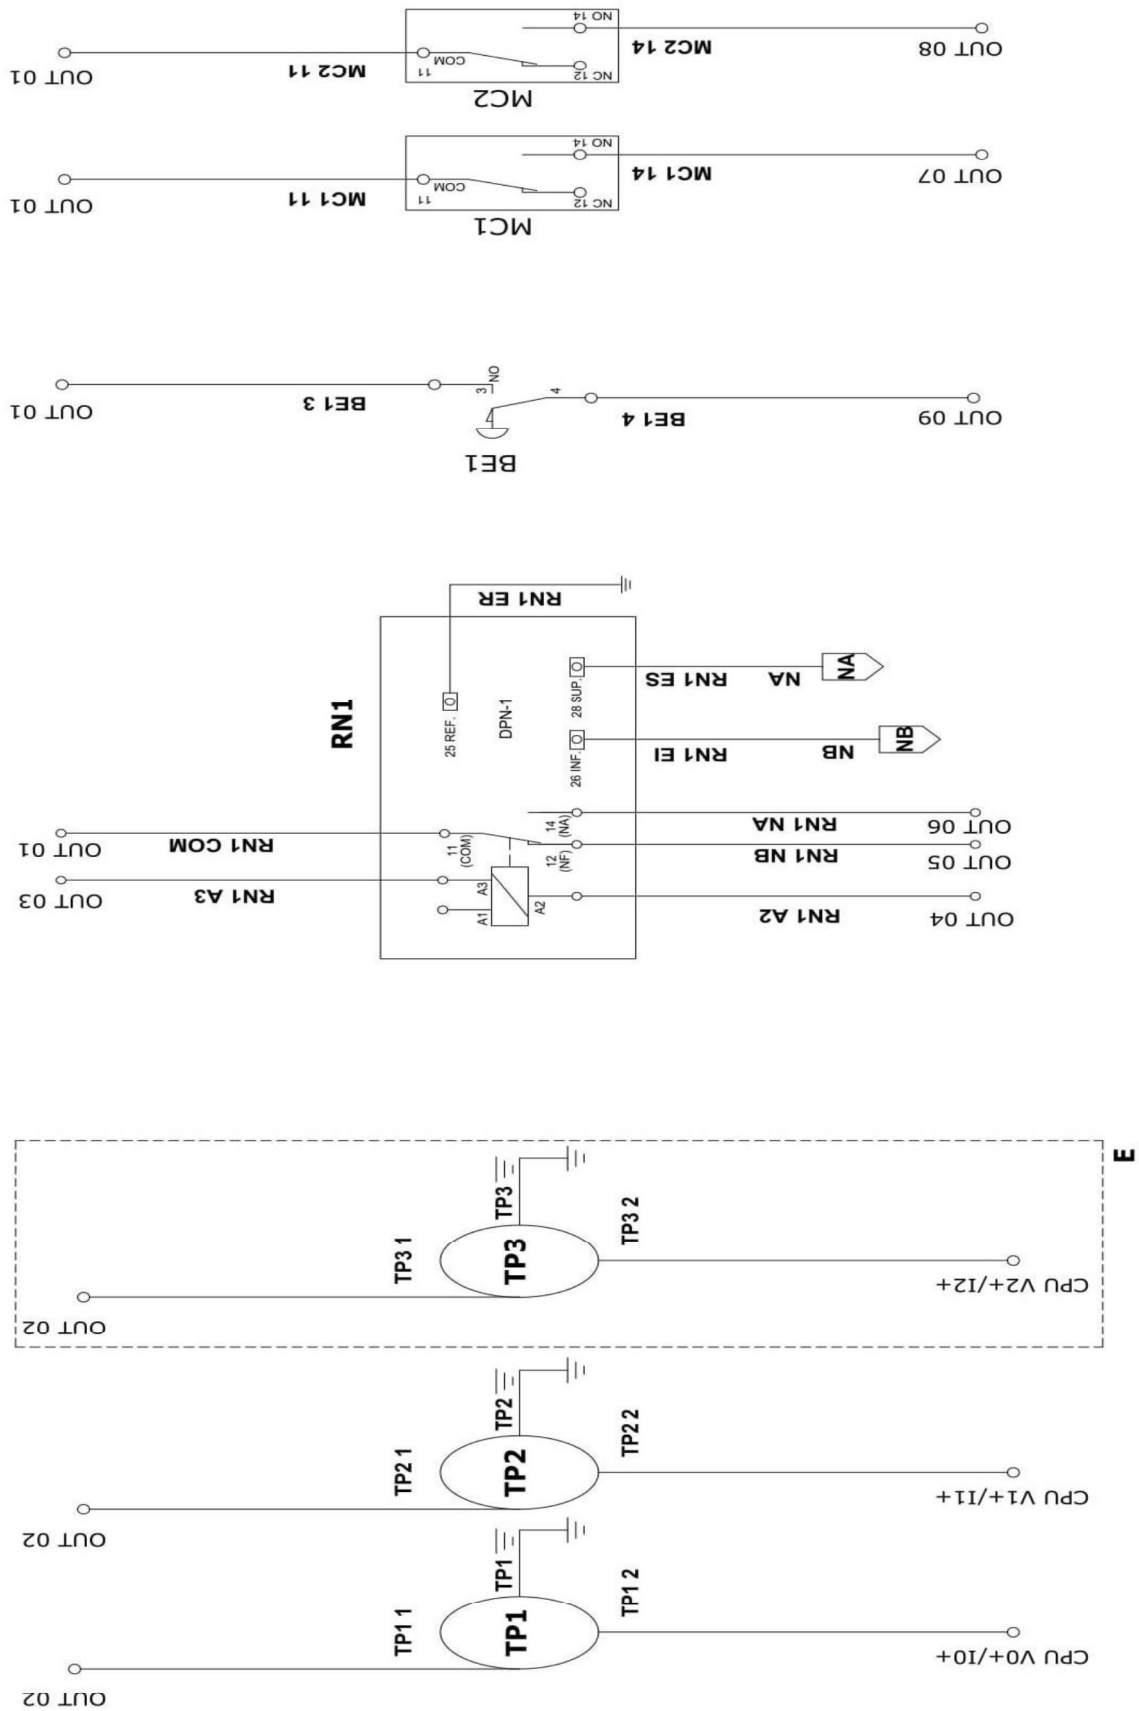 OUT 01
MC2 11
11
COM
NO 14
NC 12
MC2
MC2 14
OUT 08
OUT 01
MC1 11
11
COM
NO 14
NC 12
MC1
MC1 14
OUT 07
OUT 01
BE1 3
3
NO
4
BE1
BE1 4
OUT 09
RN1
RN1 ER
25 REF.
DPN-1
28 SUP.
RN1 ES
NA
NA
26 INF.
RN1 EI
NB
NB
OUT 01
RN1 COM
11
(COM)
14
(NA)
RN1 NA
OUT 06
12
(NF)
RN1 NB
OUT 05
OUT 03
RN1 A3
A3
A1
A2
RN1 A2
OUT 04
E
OUT 02
TP3 1
TP3
TP3
TP3 2
CPU V2+/I2+
OUT 02
TP2 1
TP2
TP2
TP2 2
CPU V1+/I1+
OUT 02
TP1 1
TP1
TP1
TP1 2
CPU V0+/I0+